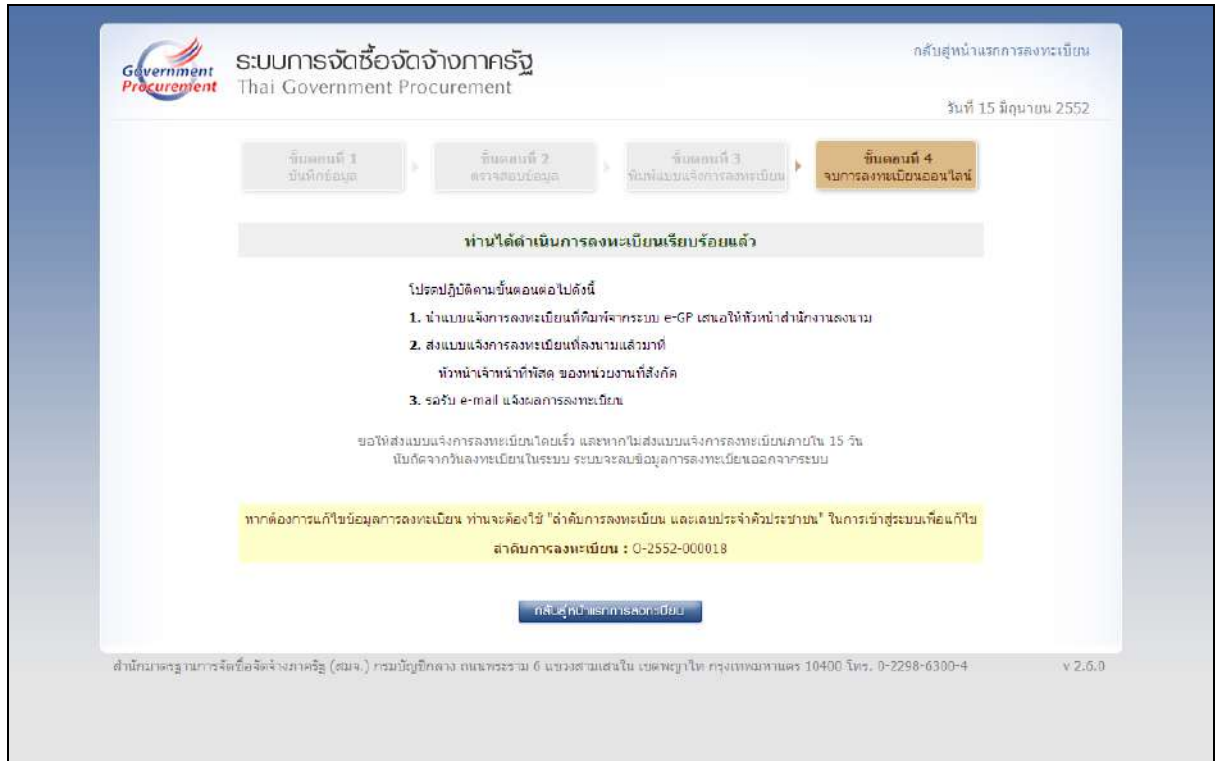 Government
Procurement
ระบบการจัดซื้อจัดจ้างภาครัฐ
Thai Government Procurement
กลับสู่หน้าแรกการลงทะเบียน
วันที่ 15 มิถุนายน 2552
ขั้นตอนที่ 1
บันทึกข้อมูล
ขั้นตอนที่ 2
ตรวจสอบข้อมูล
ขั้นตอนที่ 3
พิมพ์แบบแจ้งการลงทะเบียน
ขั้นตอนที่ 4
จบการลงทะเบียนออนไลน์
ท่านได้ดำเนินการลงทะเบียนเรียบร้อยแล้ว
โปรดปฏิบัติตามขั้นตอนต่อไปดังนี้
1. นำแบบแจ้งการลงทะเบียนที่พิมพ์จากระบบ e-GP เสนอให้หัวหน้าสำนักงานลงนาม
2. ส่งแบบแจ้งการลงทะเบียนที่ลงนามแล้วมาที่
หัวหน้าเจ้าหน้าที่พัสดุ ของหน่วยงานที่สังกัด
3. รอรับ e-mail แจ้งผลการลงทะเบียน
ขอให้ส่งแบบแจ้งการลงทะเบียนโดยเร็ว และหากไม่ส่งแบบแจ้งการลงทะเบียนภายใน 15 วัน
นับถัดจากวันลงทะเบียนในระบบ ระบบจะลบข้อมูลการลงทะเบียนออกจากระบบ
หากต้องการแก้ไขข้อมูลการลงทะเบียน ท่านจะต้องใช้ "ลำดับการลงทะเบียน และเลขประจำตัวประชาชน" ในการเข้าสู่ระบบเพื่อแก้ไข
ลำดับการลงทะเบียน : O-2552-000018
กลับสู่หน้าแรกการลงทะเบียน
สำนักมาตรฐานการจัดซื้อจัดจ้างภาครัฐ (สมจ.) กรมบัญชีกลาง ถนนพระราม 6 แขวงสามเสนใน เขตพญาไท กรุงเทพมหานคร 10400 โทร. 0-2298-6300-4
v 2.6.0